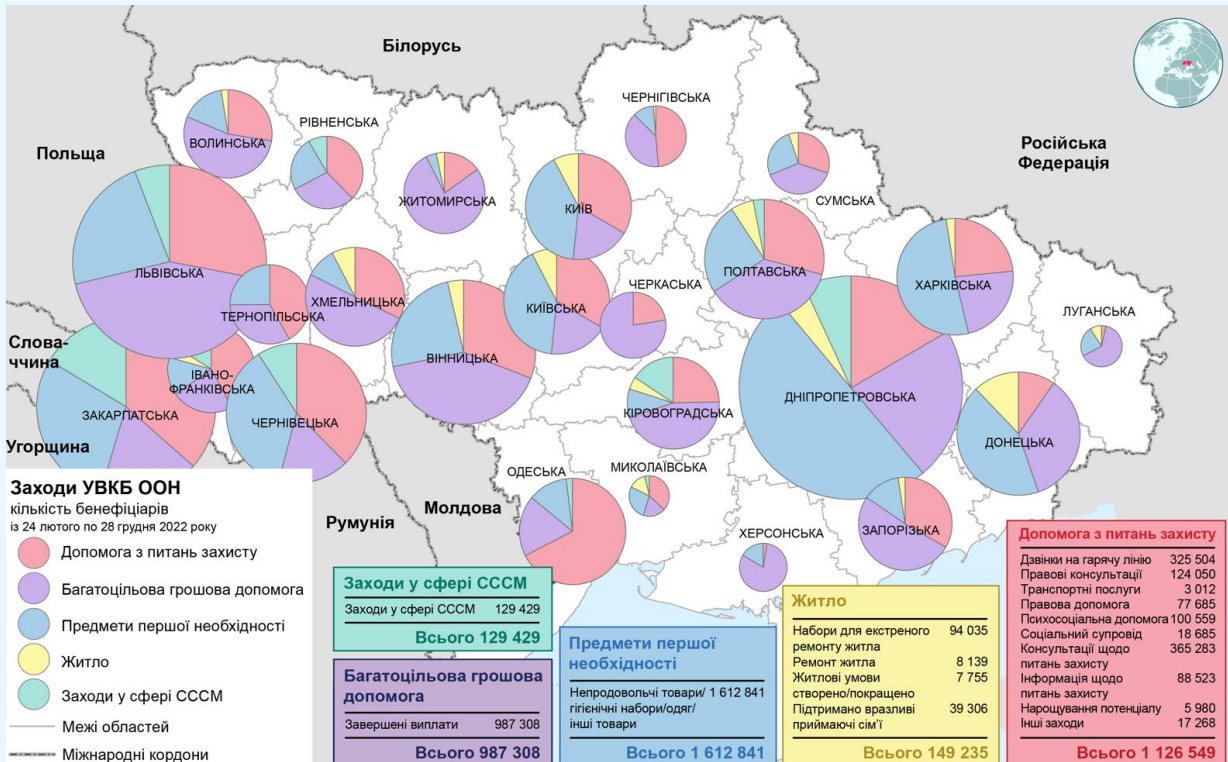 Білорусь
Польща
Російська
Федерація
Слова-
ччина
Угорщина
Румунія
Молдова
ВОЛИНСЬКА
РІВНЕНСЬКА
ЖИТОМИРСЬКА
КИЇВ
ЧЕРНІГІВСЬКА
СУМСЬКА
ЛЬВІВСЬКА
ТЕРНОПІЛЬСЬКА
ХМЕЛЬНИЦЬКА
ВІННИЦЬКА
КИЇВСЬКА
ЧЕРКАСЬКА
ПОЛТАВСЬКА
ХАРКІВСЬКА
ЛУГАНСЬКА
ЗАКАРПАТСЬКА
ІВАНО-
ФРАНКІВСЬКА
ЧЕРНІВЕЦЬКА
КІРОВОГРАДСЬКА
ДНІПРОПЕТРОВСЬКА
ДОНЕЦЬКА
ОДЕСЬКА
МИКОЛАЇВСЬКА
ХЕРСОНСЬКА
ЗАПОРІЗЬКА
Заходи УВКБ ООН
кількість бенефіціарів
із 24 лютого по 28 грудня 2022 року
Допомога з питань захисту
Багатоцільова грошова допомога
Предмети першої необхідності
Житло
Заходи у сфері СССМ
Межі областей
Міжнародні кордони
Заходи у сфері СССМ
Заходи у сфері СССМ 129 429
Всього 129 429
Багатоцільова грошова
допомога
Завершені виплати 987 308
Всього 987 308
Предмети першої
необхідності
Непродовольчі товари/ 1 612 841
гігієнічні набори/одяг/
інші товари
Всього 1 612 841
Житло
Набори для екстреного 94 035
ремонту житла
Ремонт житла 8 139
Житлові умови 7 755
створено/покращено
Підтримано вразливі 39 306
приймаючі сім’ї
Всього 149 235
Допомога з питань захисту
Дзвінки на гарячу лінію 325 504
Правові консультації 124 050
Транспортні послуги 3 012
Правова допомога 77 685
Психосоціальна допомога 100 559
Соціальний супровід 18 685
Консультації щодо 365 283
питань захисту
Інформація щодо 88 523
питань захисту
Нарощування потенціалу 5 980
Інші заходи 17 268
Всього 1 126 549